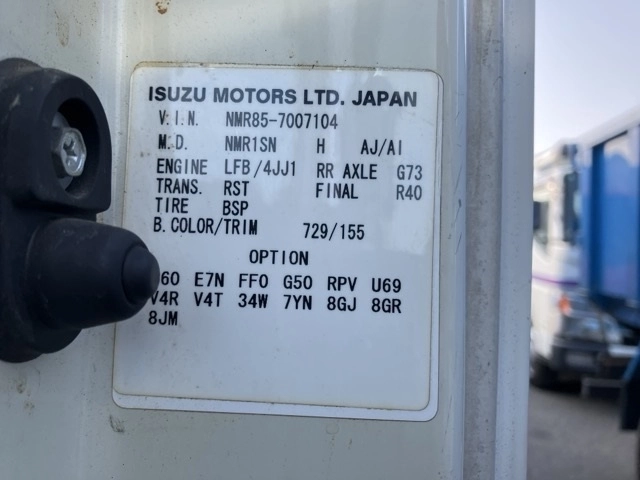 ISUZU MOTORS LTD. JAPAN
V.I.N. NMR85-7007104
M.D. NMR1SN H AJ/AI
ENGINE LFB/4JJ1 RR AXLE G73
TRANS. RST FINAL R40
TIRE BSP
B.COLOR/TRIM 729/155
OPTION
E7N FF0 G50 RPV U69
V4R V4T 34W 7YN 8GJ 8GR
8JM